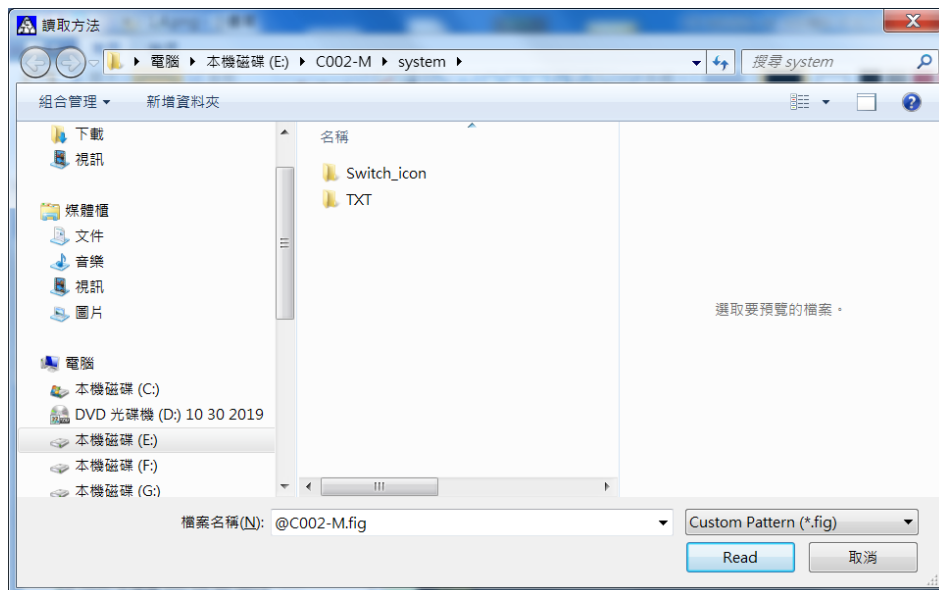 讀取方法
電腦 本機磁碟 (E:) C002-M system
搜尋 system
組合管理 新增資料夾
下載
視訊
媒體櫃
文件
音樂
視訊
圖片
電腦
本機磁碟 (C:)
DVD 光碟機 (D:) 10 30 2019
本機磁碟 (E:)
本機磁碟 (F:)
本機磁碟 (G:)
名稱
Switch_icon
TXT
選取要預覽的檔案。
檔案名稱(N): @C002-M.fig
Custom Pattern (*.fig)
Read 取消